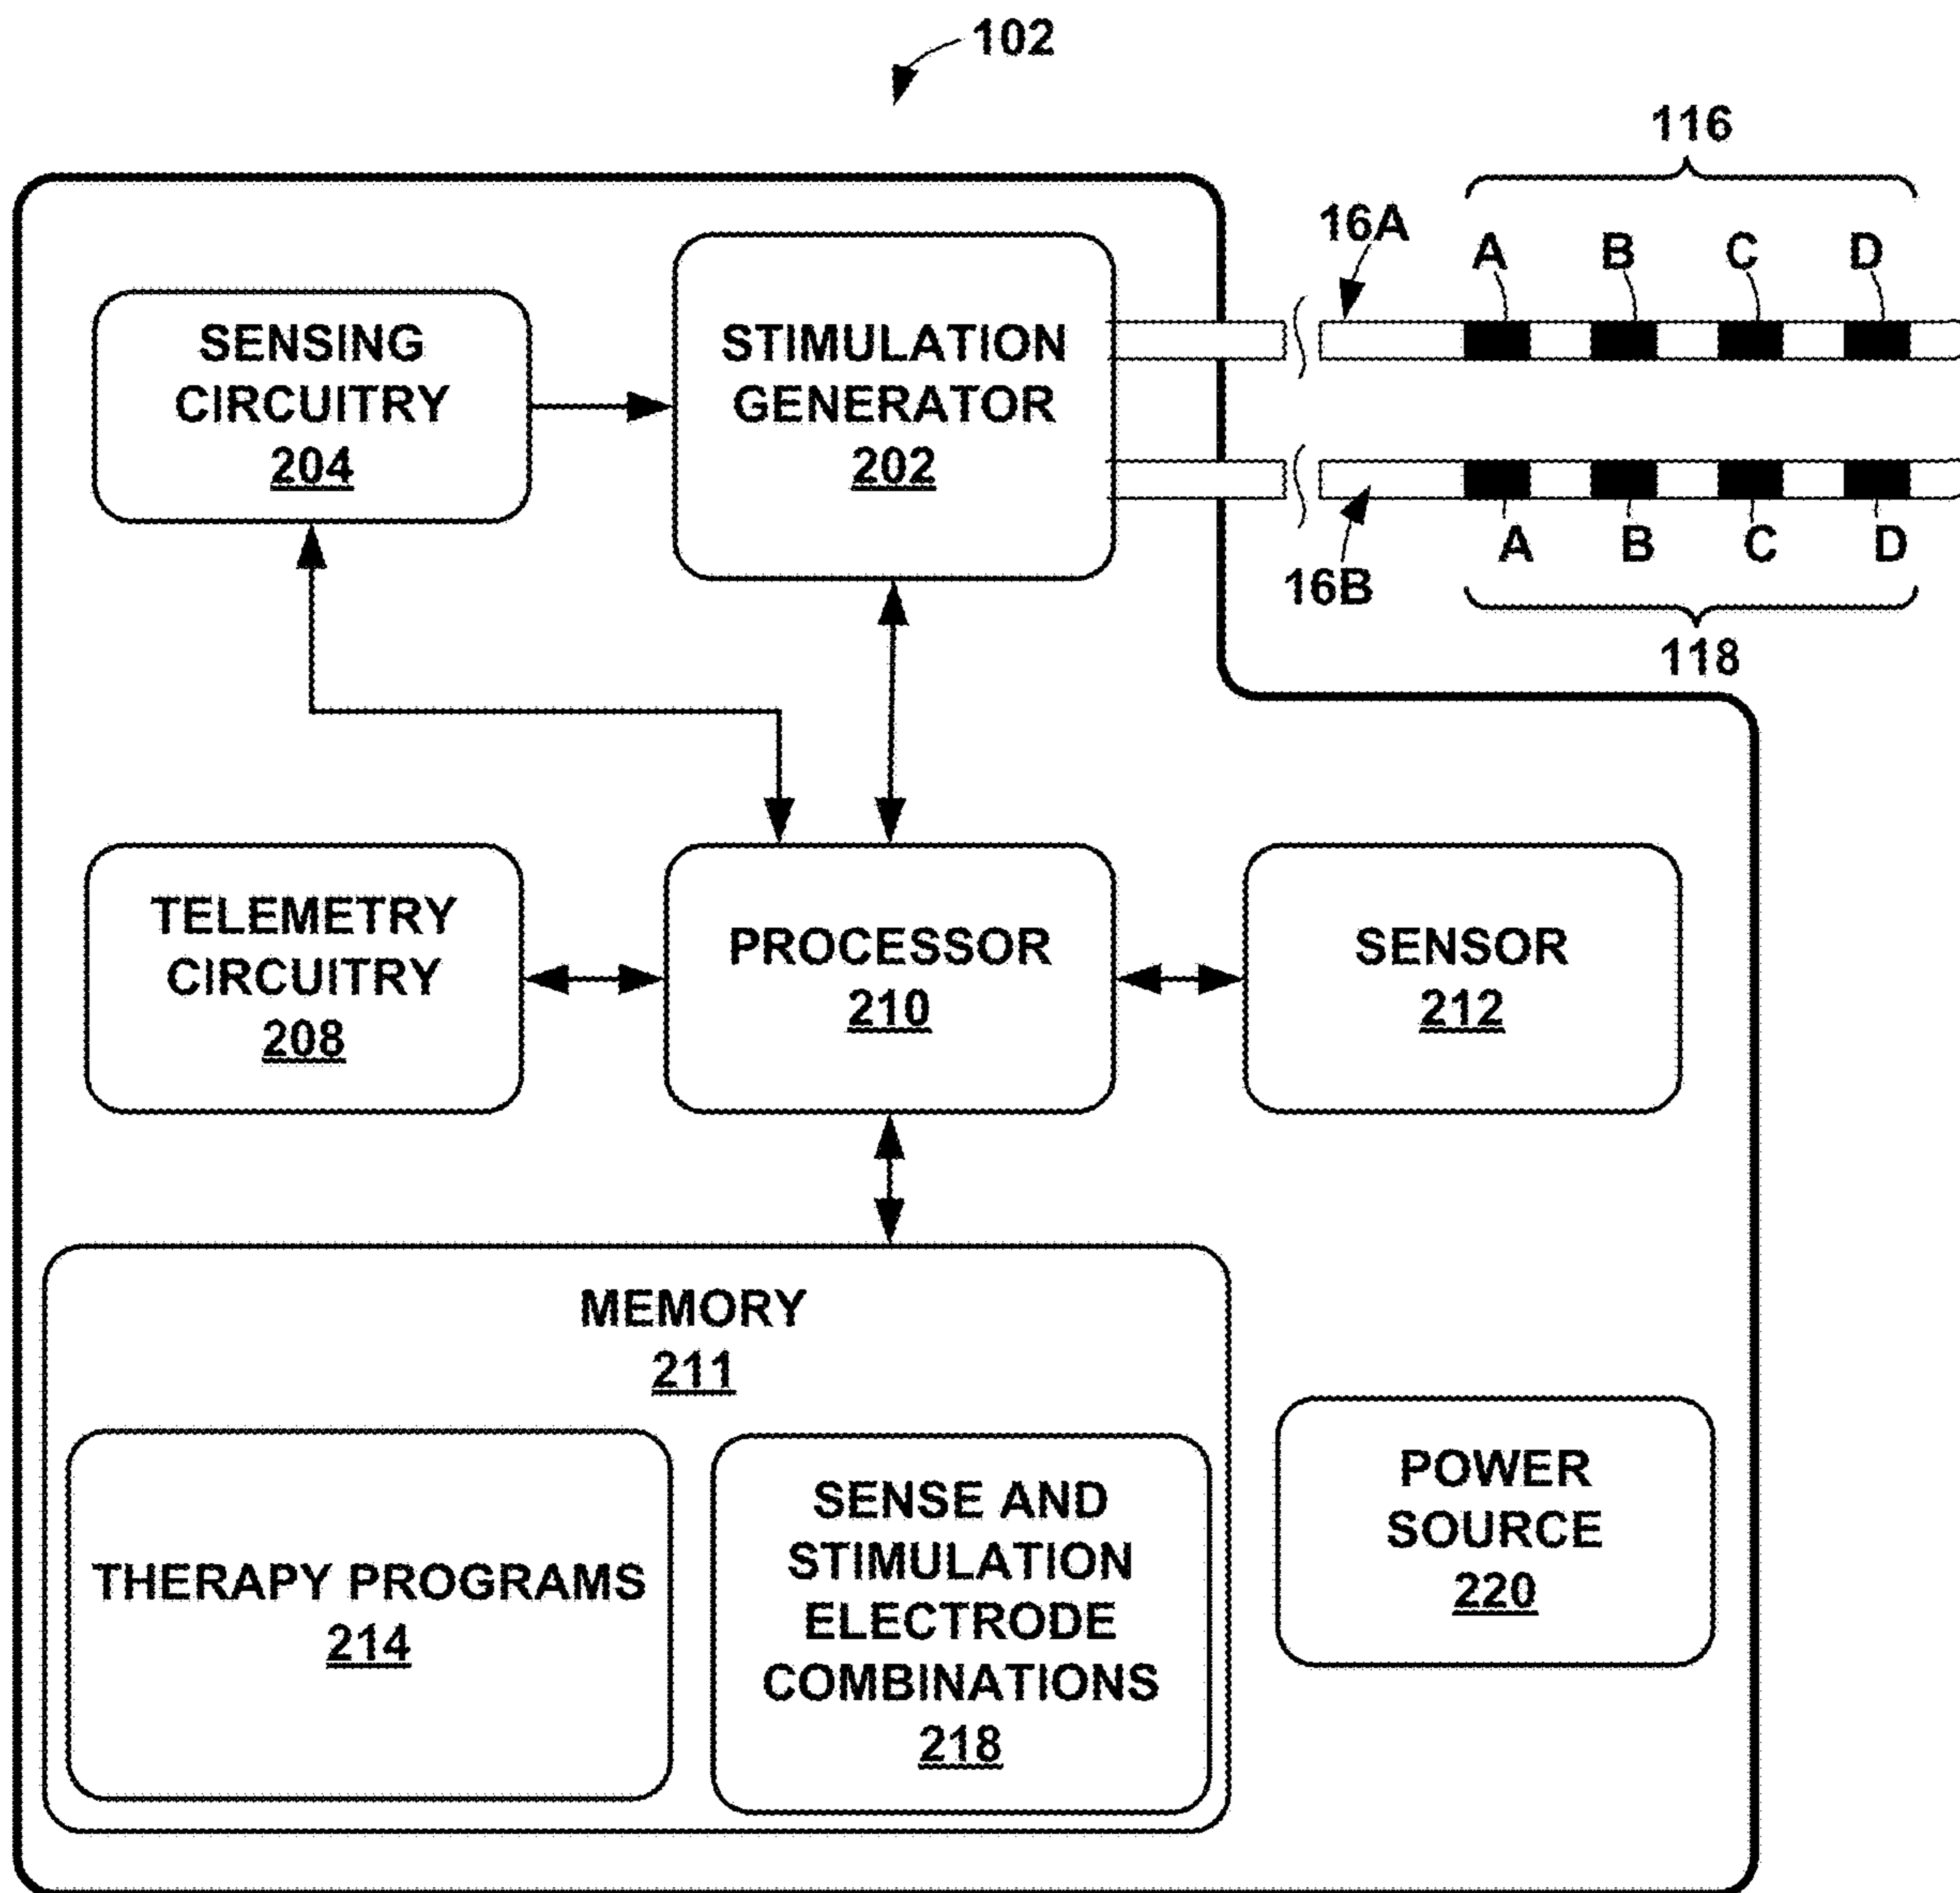 102
116
16A
A B C D
SENSING
CIRCUITRY
204
STIMULATION
GENERATOR
202
A B C D
16B
118
TELEMETRY
CIRCUITRY
208
PROCESSOR
210
SENSOR
212
MEMORY
211
THERAPY PROGRAMS
214
SENSE AND
STIMULATION
ELECTRODE
COMBINATIONS
218
POWER
SOURCE
220